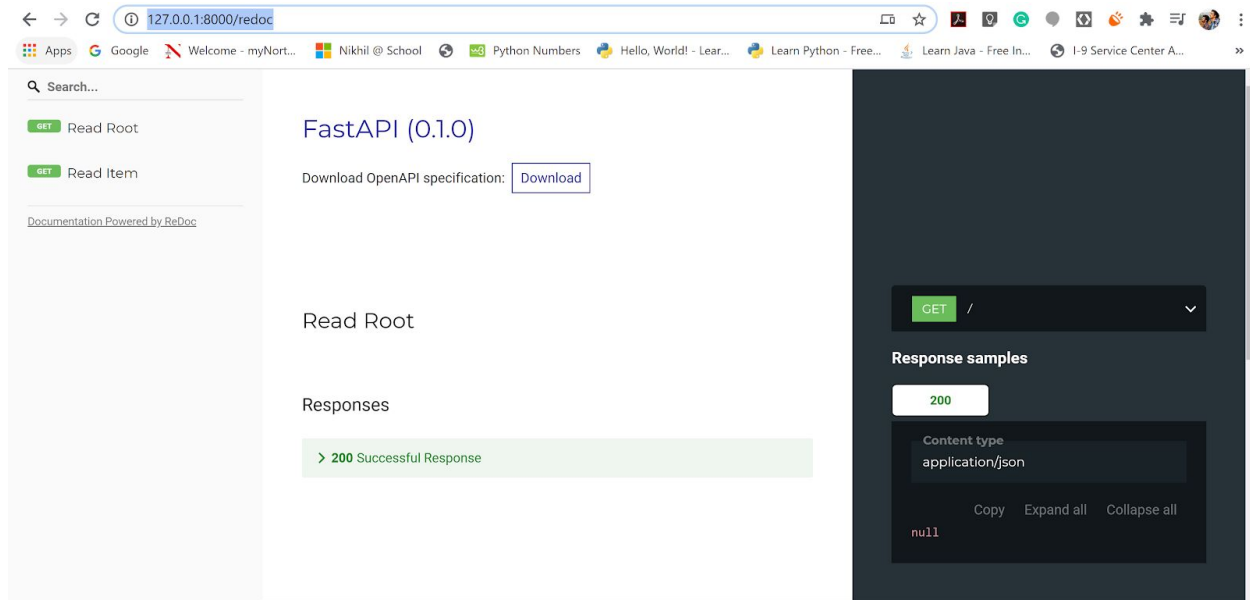 127.0.0.1:8000/redoc
Apps Google Welcome - myNort... Nikhil @ School Python Numbers Hello, World! - Lear... Learn Python - Free... Learn Java - Free In... I-9 Service Center A... »
Search...
GET Read Root
GET Read Item
Documentation Powered by ReDoc
FastAPI (0.1.0)
Download OpenAPI specification: Download
Read Root
Responses
200 Successful Response
GET /
Response samples
200
Content type
application/json
Copy Expand all Collapse all
null